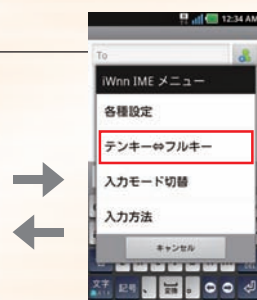 12:34 AM
To
iWnn IME メニュー
各種設定
テンキー⇔フルキー
入力モード切替
入力方法
キャンセル
文字 記号 、 変換 。